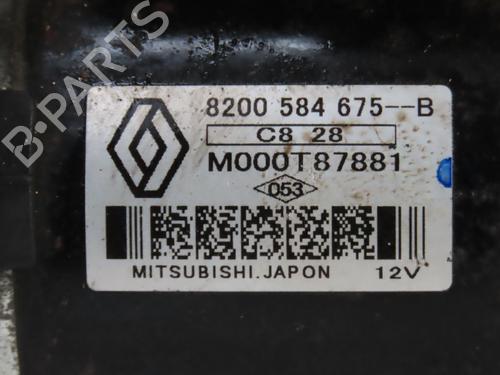 8200 584 675--B
C8 28
M000T87881
053
MITSUBISHI.JAPON 12V
B-PARTS